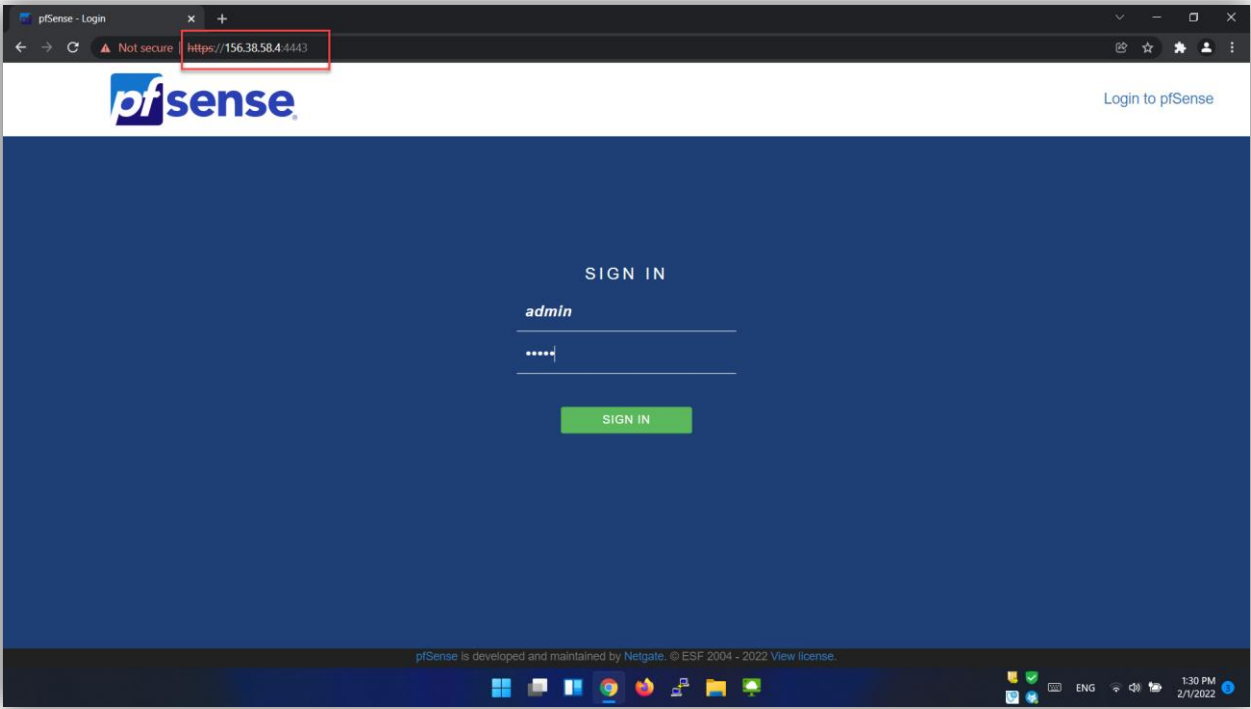 pfSense - Login
Not secure | https://156.38.58.4:4443
pfsense
Login to pfSense
SIGN IN
admin
•••••
SIGN IN
pfSense is developed and maintained by Netgate. © ESF 2004 - 2022 View license.
ENG
1:30 PM
2/1/2022
3